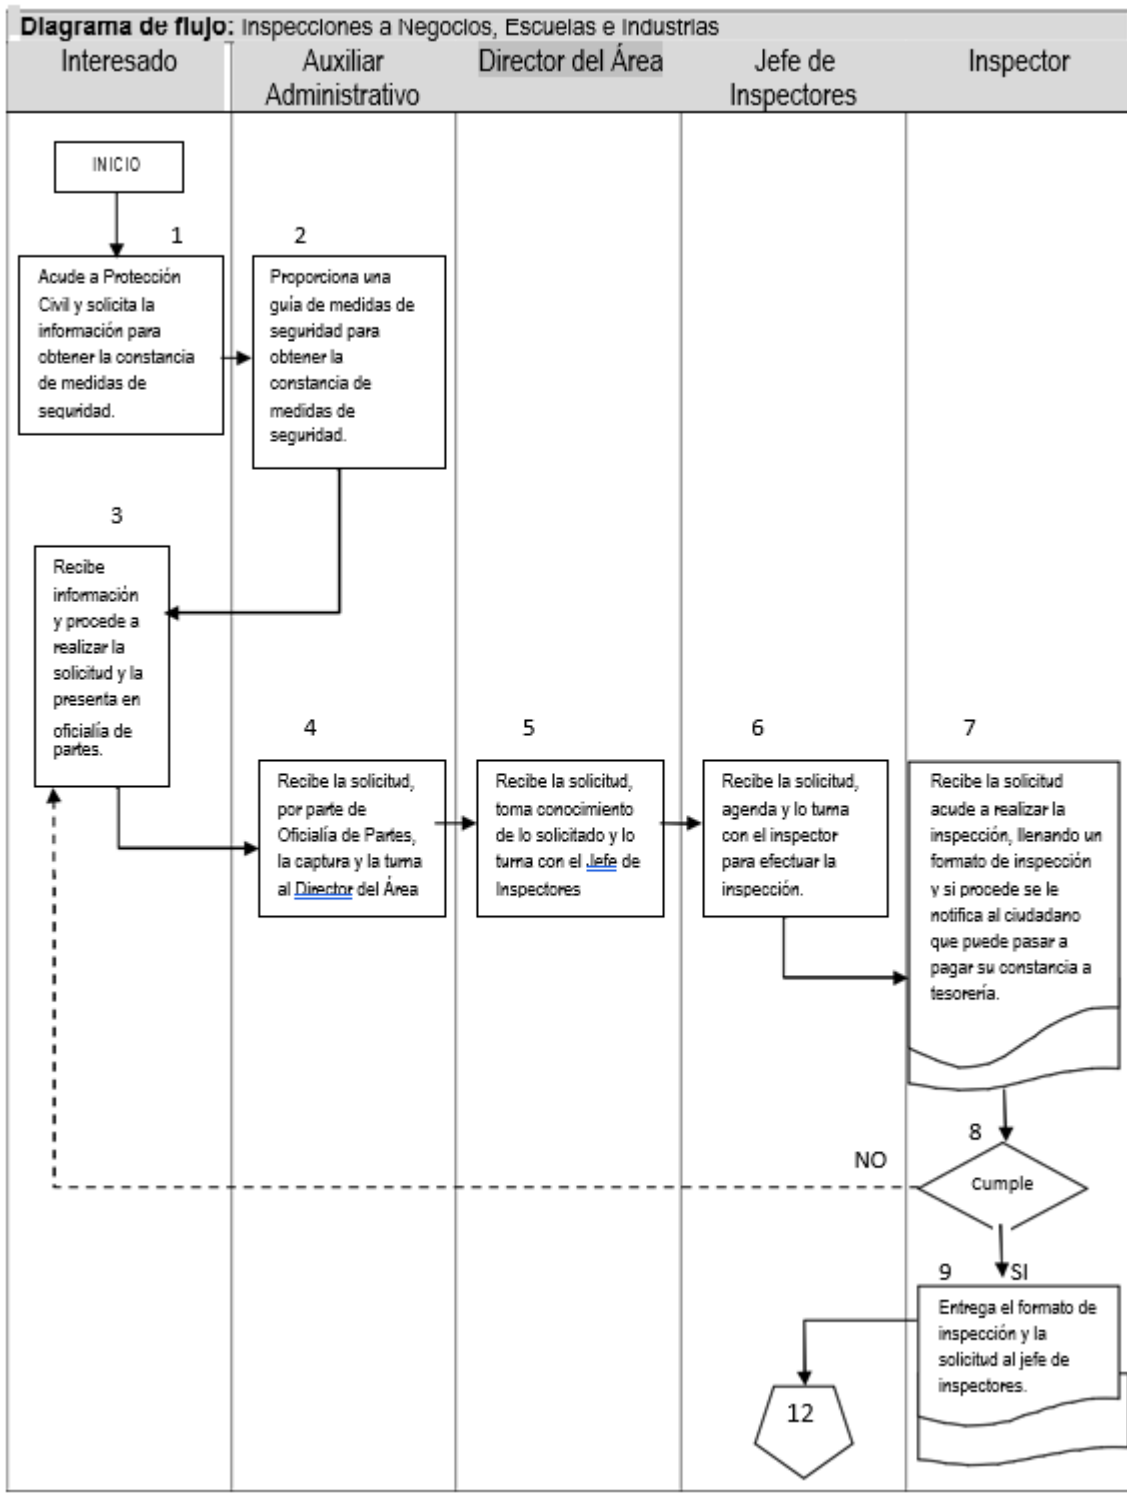 Diagrama de flujo: Inspecciones a Negocios, Escuelas e Industrias
Interesado
Auxiliar
Administrativo
Director del Área
Jefe de
Inspectores
Inspector
INICIO
1
Acude a Protección
Civil y solicita la
información para
obtener la constancia
de medidas de
seguridad.
2
Proporciona una
guía de medidas de
seguridad para
obtener la
constancia de
medidas de
seguridad.
3
Recibe
información
y procede a
realizar la
solicitud y la
presenta en
oficialía de
partes.
4
Recibe la solicitud,
por parte de
Oficialía de Partes,
la captura y la turna
al Director del Área
5
Recibe la solicitud,
toma conocimiento
de lo solicitado y lo
turna con el Jefe de
Inspectores
6
Recibe la solicitud,
agenda y lo turna
con el inspector
para efectuar la
inspección.
7
Recibe la solicitud
acude a realizar la
inspección, llenando un
formato de inspección
y si procede se le
notifica al ciudadano
que puede pasar a
pagar su constancia a
tesorería.
8
NO
Cumple
9
SI
Entrega el formato de
inspección y la
solicitud al jefe de
inspectores.
12